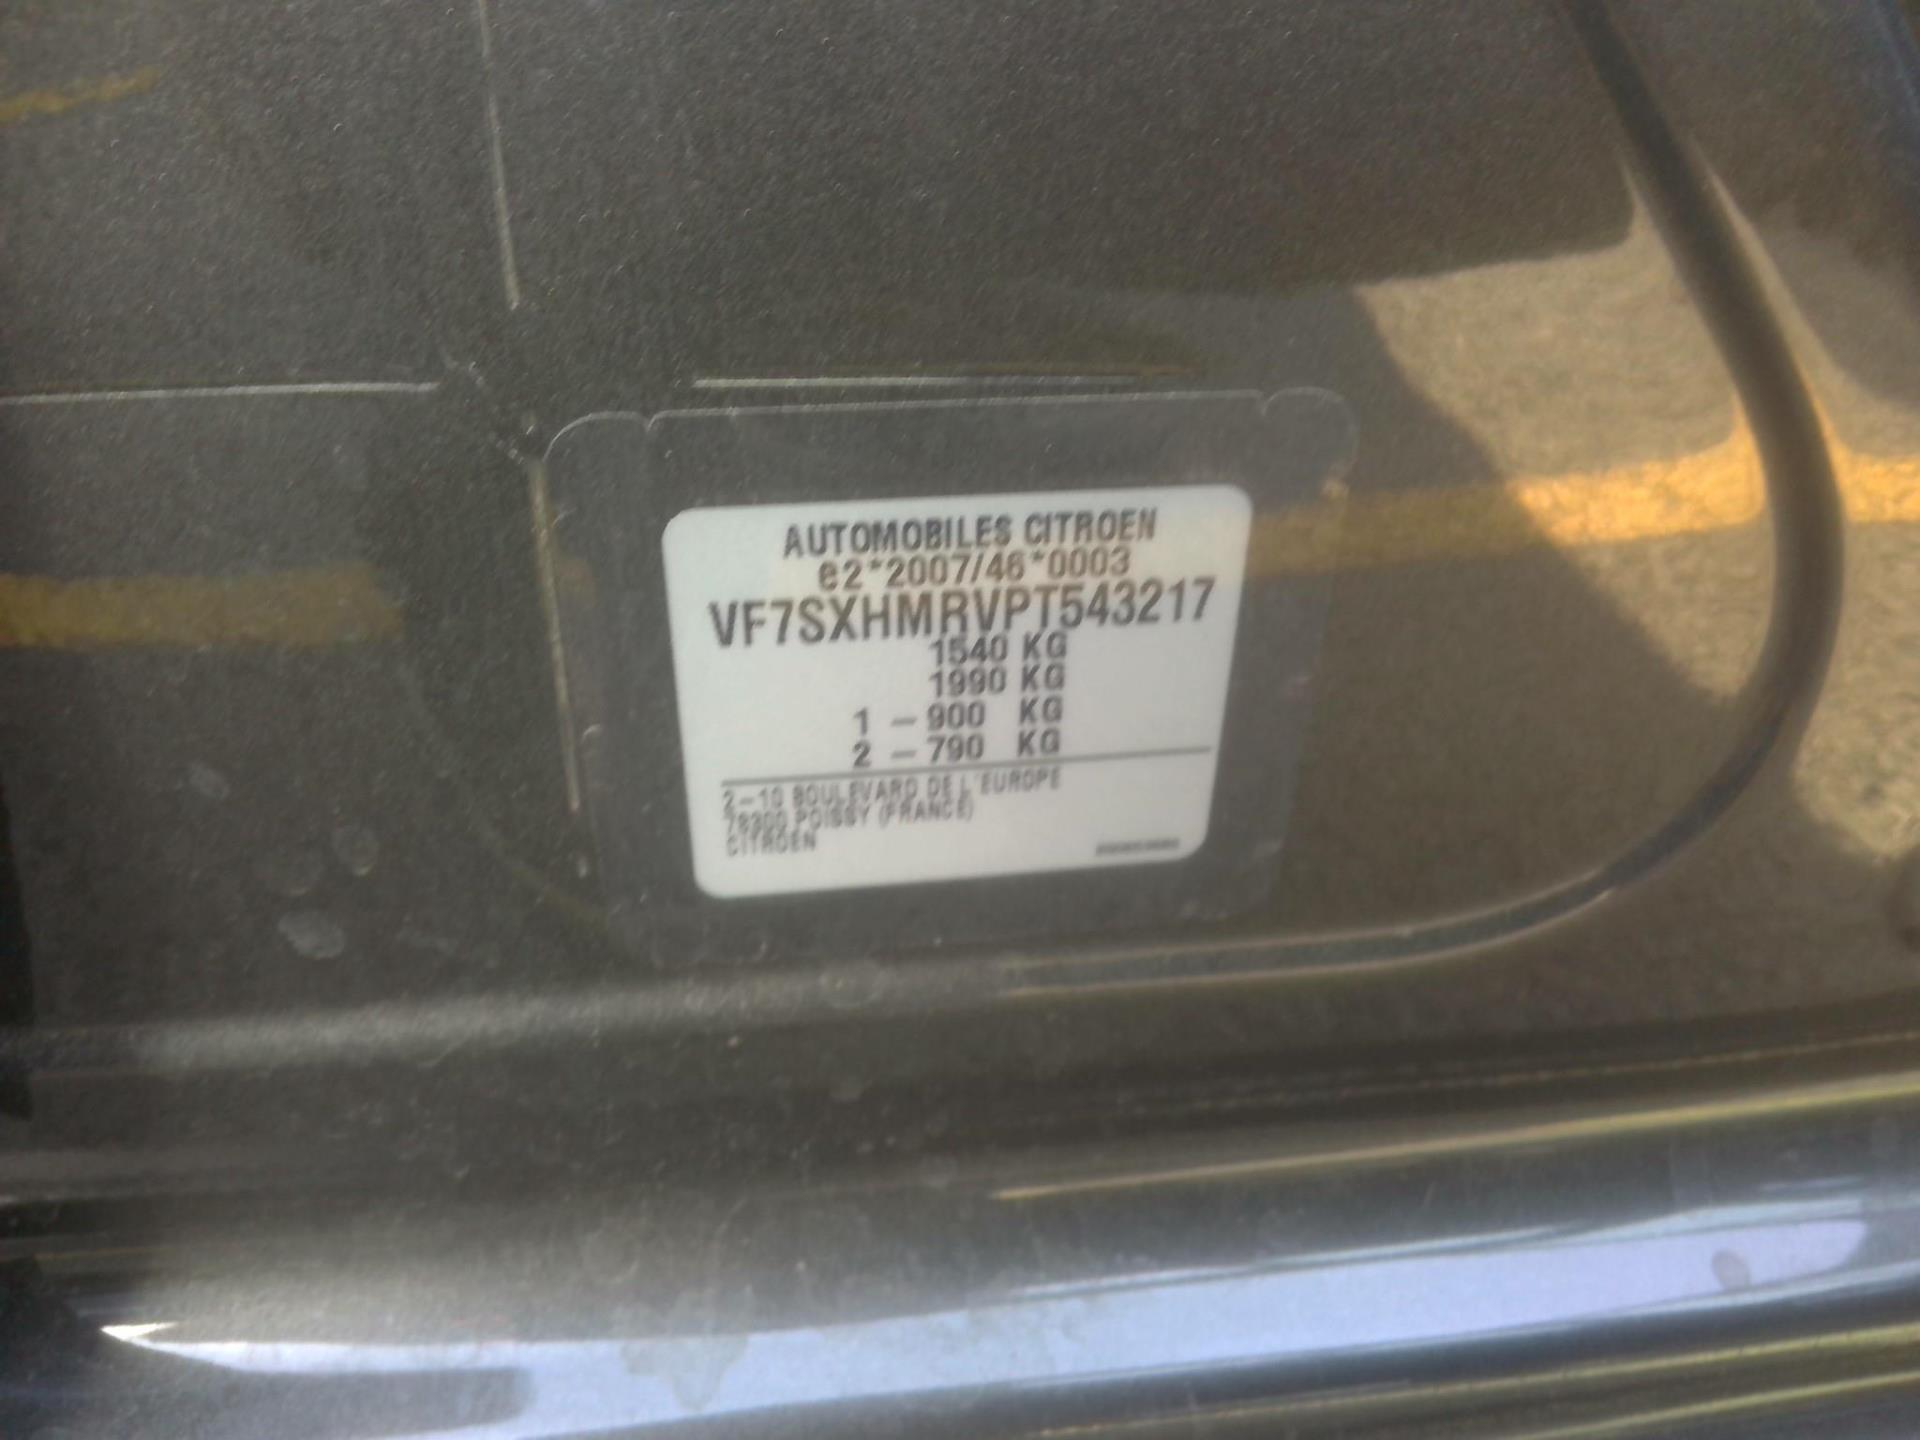 AUTOMOBILES CITROEN
e2*2007/46*0003
VF7SXHMRVPT543217
1540 KG
1990 KG
1 - 900 KG
2 - 790 KG
2-10 BOULEVARD DE L'EUROPE
78300 POISSY (FRANCE)
CITROEN